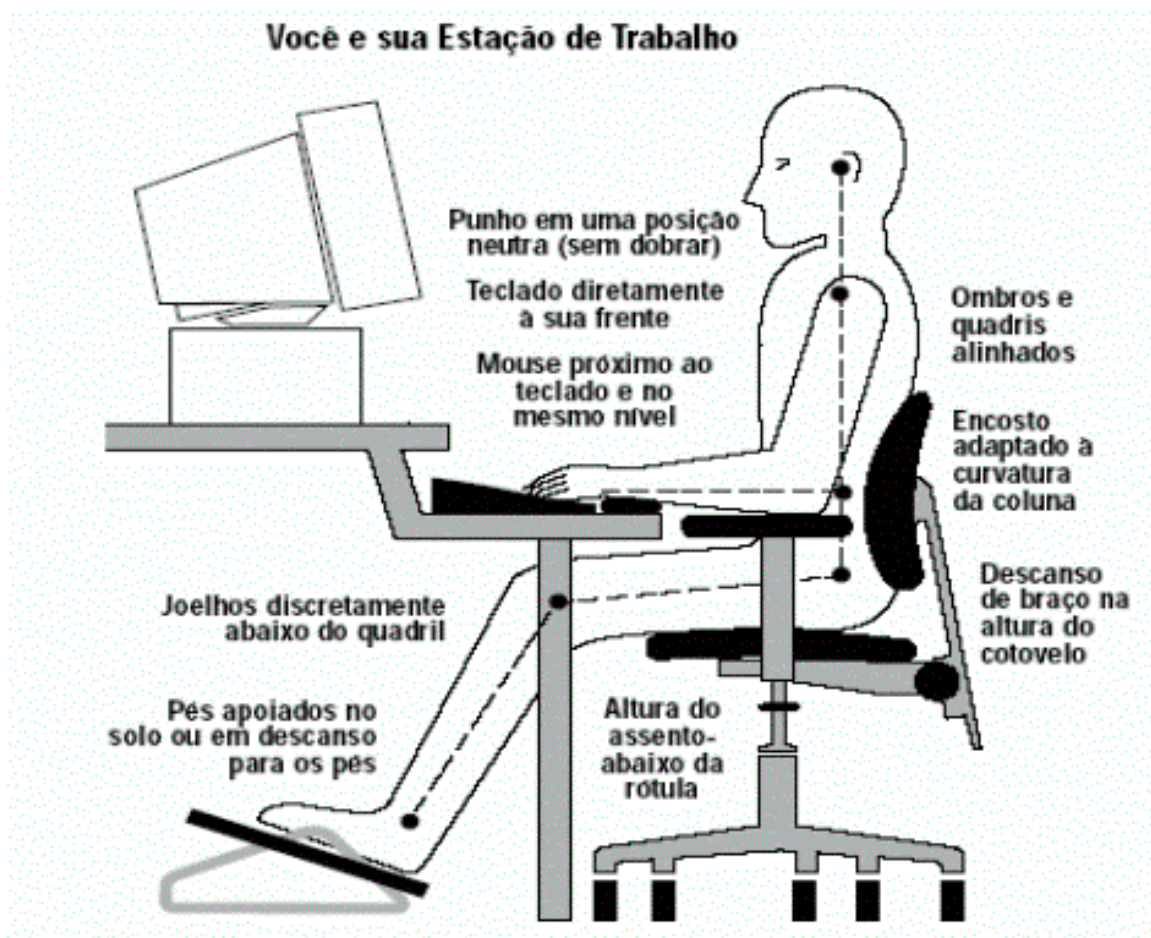 Você e sua Estação de Trabalho
Punho em uma posição
neutra (sem dobrar)
Teclado diretamente
à sua frente
Mouse próximo ao
teclado e no
mesmo nível
Ombros e
quadris
alinhados
Encosto
adaptado à
curvatura
da coluna
Descanso
de braço na
altura do
cotovelo
Joelhos discretamente
abaixo do quadril
Pés apoiados no
solo ou em descanso
para os pés
Altura do
assento-
abaixo da
rótula